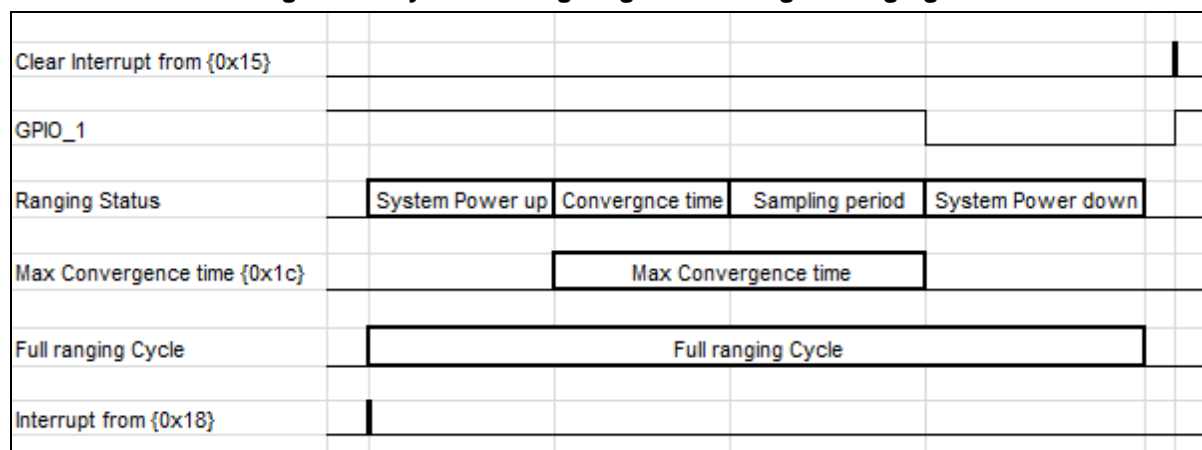 Clear Interrupt from {0x15}
GPIO_1
Ranging Status
System Power up
Convergnce time
Sampling period
System Power down
Max Convergence time {0x1c}
Max Convergence time
Full ranging Cycle
Full ranging Cycle
Interrupt from {0x18}